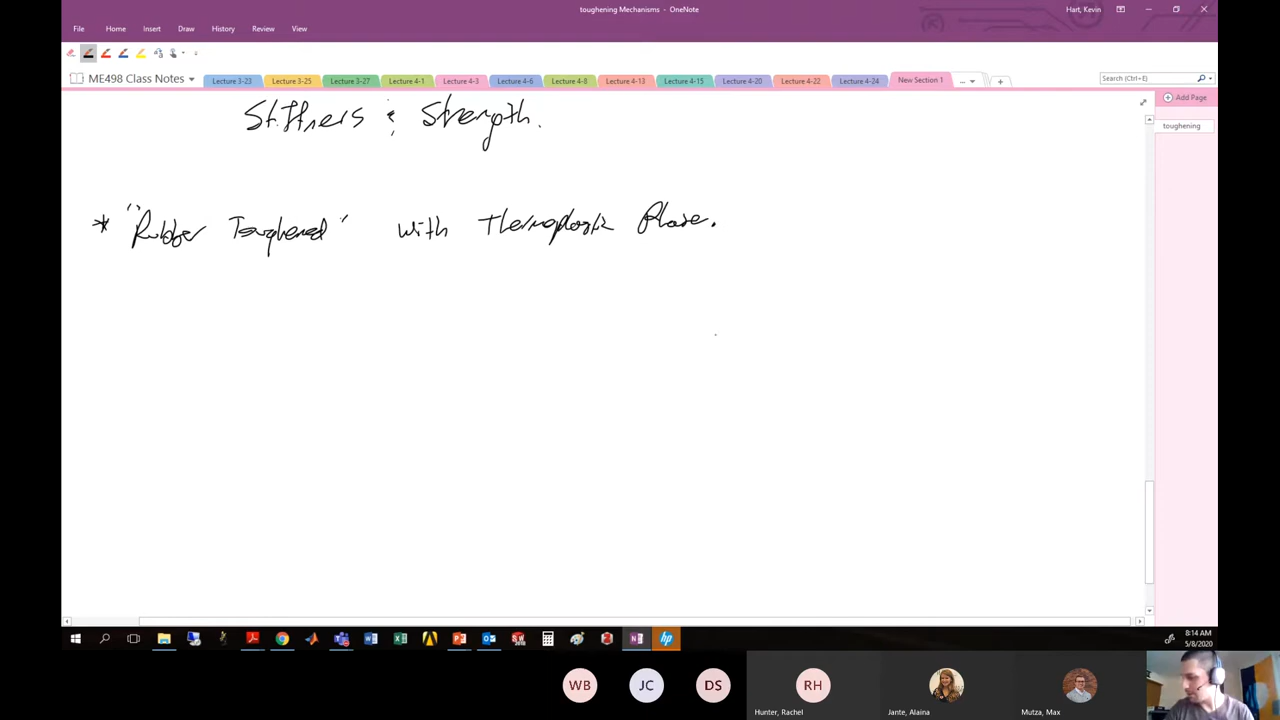 toughening Mechanisms - OneNote
Hart, Kevin
File Home Insert Draw History Review View
ME498 Class Notes
Lecture 3-23 Lecture 3-25 Lecture 3-27 Lecture 4-1 Lecture 4-3 Lecture 4-6 Lecture 4-8 Lecture 4-13 Lecture 4-15 Lecture 4-20 Lecture 4-22 Lecture 4-24 New Section 1 ... +
Search (Ctrl+E)
Add Page
toughening
Stiffness & Strength.
* "Rubber Toughened" with Thermoplastic Phase.
8:14 AM
5/8/2020
WB JC DS RH
Hunter, Rachel Jante, Alaina Mutza, Max